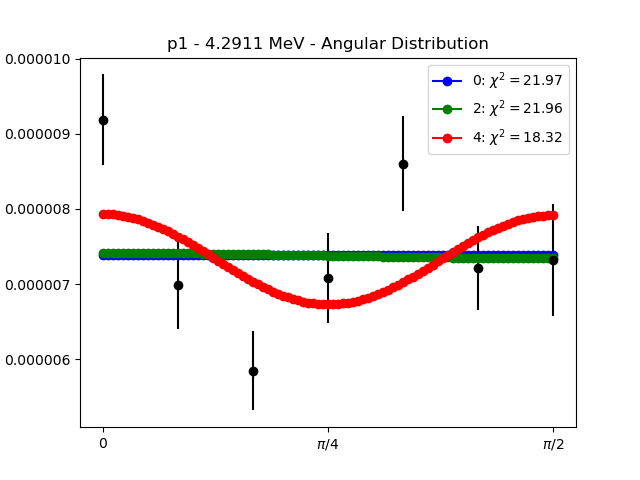 p1 - 4.2911 MeV - Angular Distribution
0.000010
0.000009
0.000008
0.000007
0.000006
0: χ² = 21.97
2: χ² = 21.96
4: χ² = 18.32
0
π/4
π/2